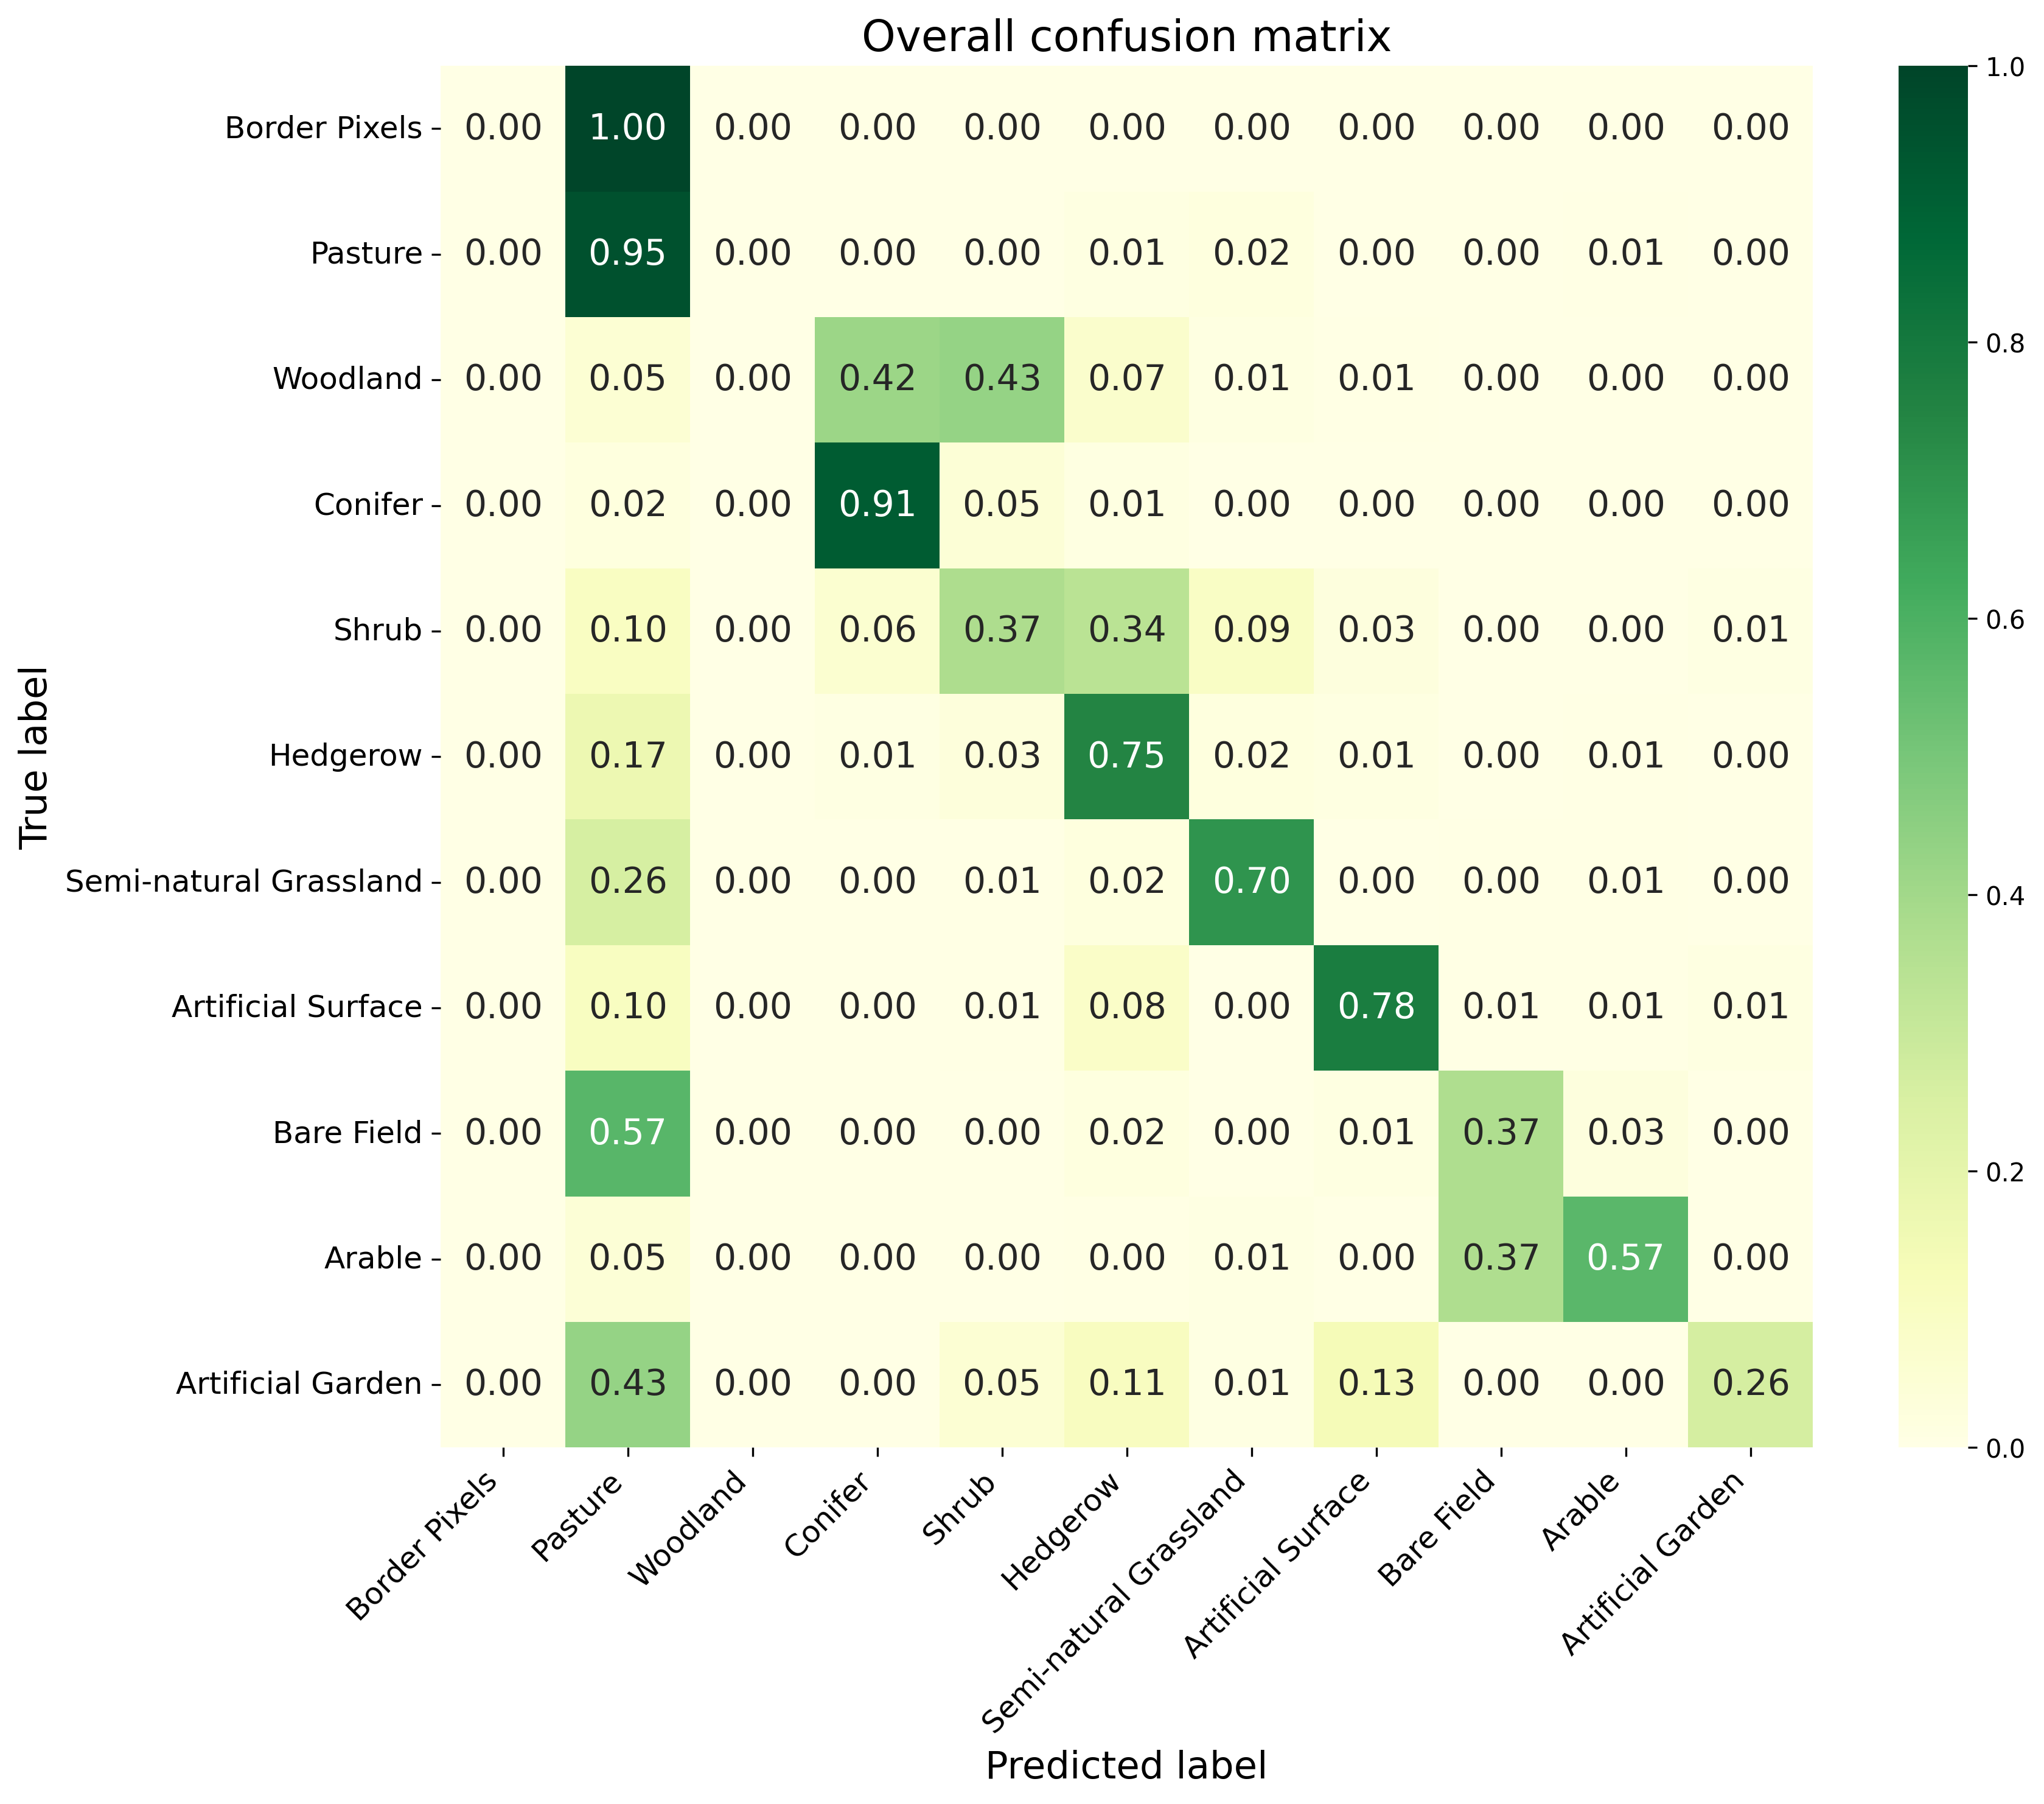 Overall confusion matrix
True label
Border Pixels 0.00 1.00 0.00 0.00 0.00 0.00 0.00 0.00 0.00 0.00 0.00
Pasture 0.00 0.95 0.00 0.00 0.00 0.01 0.02 0.00 0.00 0.01 0.00
Woodland 0.00 0.05 0.00 0.42 0.43 0.07 0.01 0.01 0.00 0.00 0.00
Conifer 0.00 0.02 0.00 0.91 0.05 0.01 0.00 0.00 0.00 0.00 0.00
Shrub 0.00 0.10 0.00 0.06 0.37 0.34 0.09 0.03 0.00 0.00 0.01
Hedgerow 0.00 0.17 0.00 0.01 0.03 0.75 0.02 0.01 0.00 0.01 0.00
Semi-natural Grassland 0.00 0.26 0.00 0.00 0.01 0.02 0.70 0.00 0.00 0.01 0.00
Artificial Surface 0.00 0.10 0.00 0.00 0.01 0.08 0.00 0.78 0.01 0.01 0.01
Bare Field 0.00 0.57 0.00 0.00 0.00 0.02 0.00 0.01 0.37 0.03 0.00
Arable 0.00 0.05 0.00 0.00 0.00 0.00 0.01 0.00 0.37 0.57 0.00
Artificial Garden 0.00 0.43 0.00 0.00 0.05 0.11 0.01 0.13 0.00 0.00 0.26
Border Pixels
Pasture
Woodland
Conifer
Shrub
Hedgerow
Semi-natural Grassland
Artificial Surface
Bare Field
Arable
Artificial Garden
Predicted label
1.0
0.8
0.6
0.4
0.2
0.0